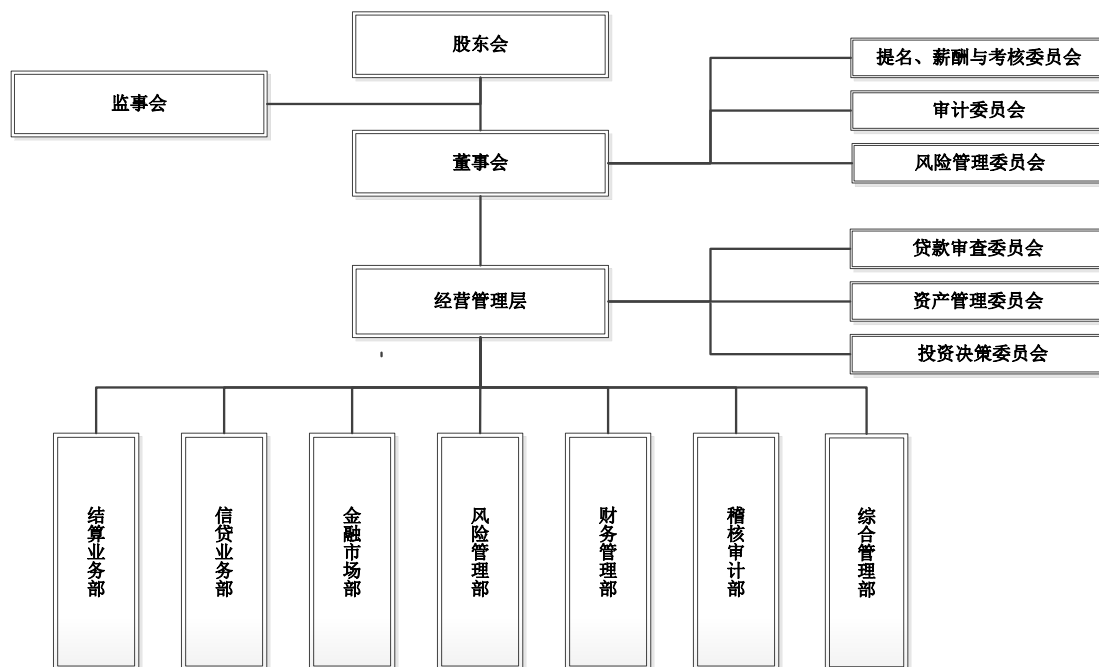 股东会
提名、薪酬与考核委员会
监事会
审计委员会
董事会
风险管理委员会
贷款审查委员会
经营管理层
资产管理委员会
投资决策委员会
结算业务部
信贷业务部
金融市场部
风险管理部
财务管理部
稽核审计部
综合管理部